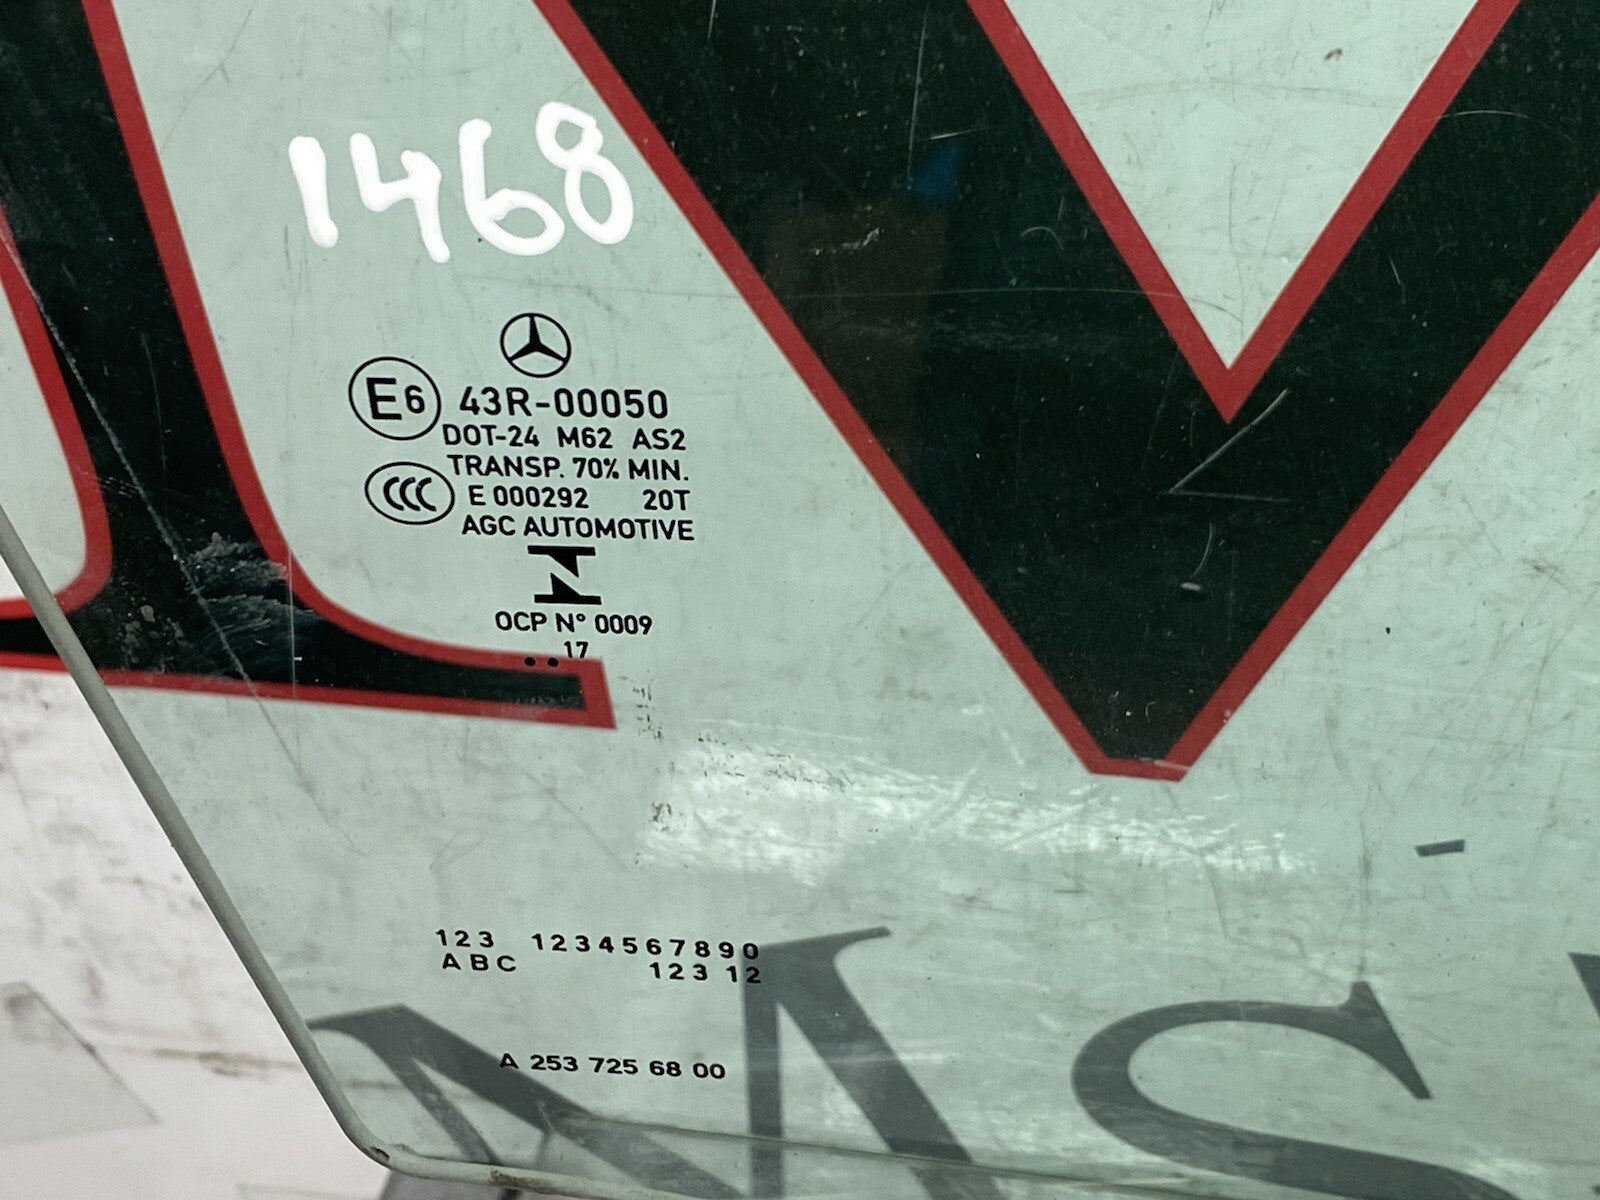 1468
E6 43R-00050
DOT-24 M62 AS2
TRANSP. 70% MIN.
CCC E 000292 20T
AGC AUTOMOTIVE
OCP N° 0009
.. 17
123 1234567890
ABC 123 12
A 253 725 68 00